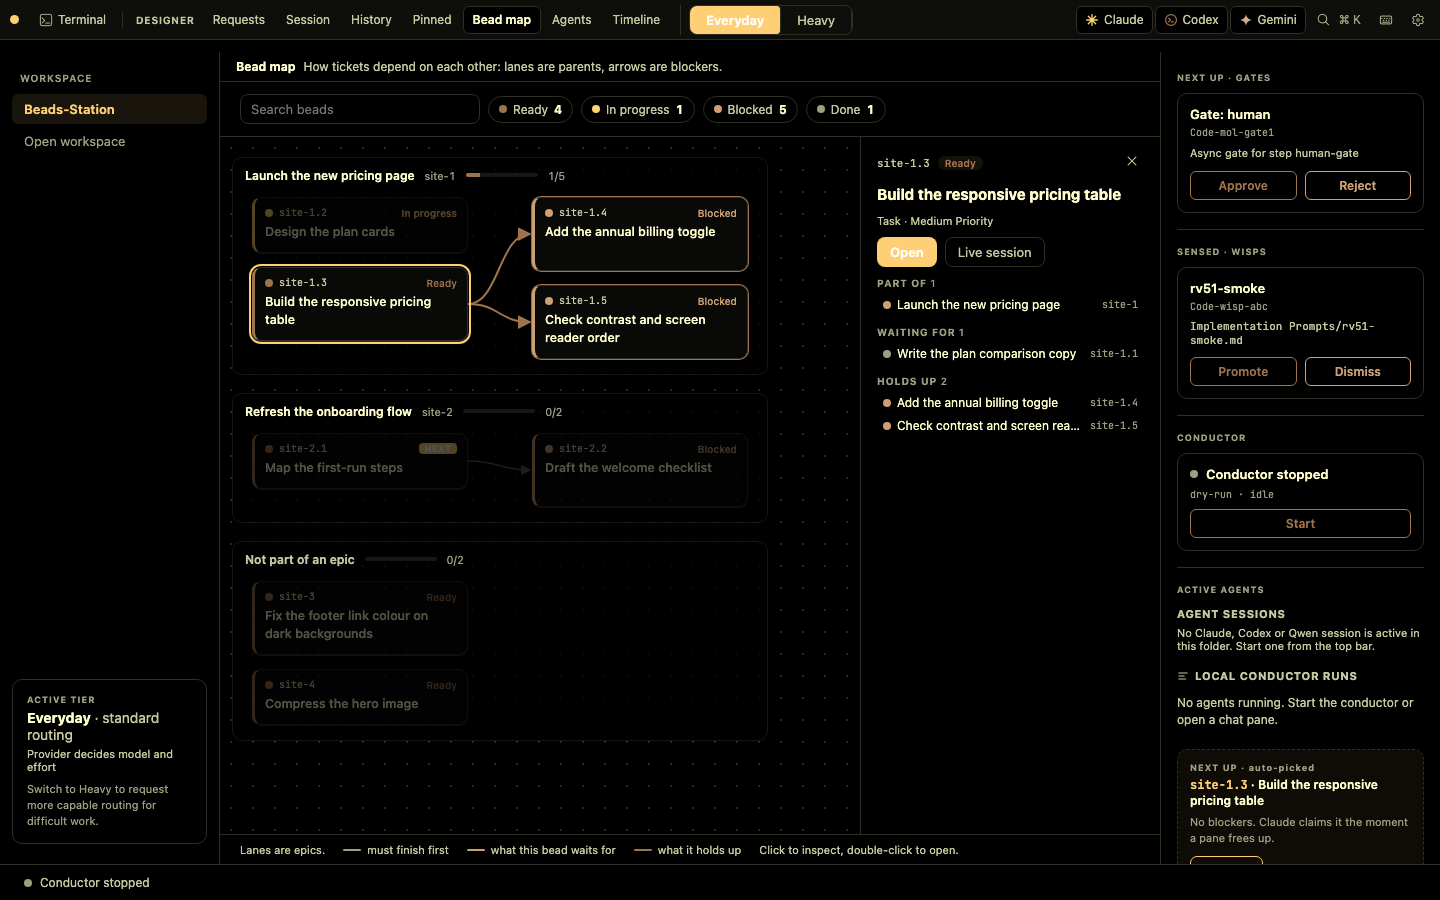 Terminal
DESIGNER
Requests
Session
History
Pinned
Bead map
Agents
Timeline
Everyday
Heavy
Claude
Codex
Gemini
⌘ K
WORKSPACE
Beads-Station
Open workspace
ACTIVE TIER
Everyday · standard
routing
Provider decides model and
effort
Switch to Heavy to request
more capable routing for
difficult work.
Bead map How tickets depend on each other: lanes are parents, arrows are blockers.
Search beads
Ready 4
In progress 1
Blocked 5
Done 1
Launch the new pricing page site-1 1/5
site-1.2 In progress
Design the plan cards
site-1.3 Ready
Build the responsive pricing
table
site-1.4 Blocked
Add the annual billing toggle
site-1.5 Blocked
Check contrast and screen
reader order
Refresh the onboarding flow site-2 0/2
site-2.1 NEXT
Map the first-run steps
site-2.2 Blocked
Draft the welcome checklist
Not part of an epic 0/2
site-3 Ready
Fix the footer link colour on
dark backgrounds
site-4 Ready
Compress the hero image
Lanes are epics. must finish first what this bead waits for what it holds up Click to inspect, double-click to open.
site-1.3 Ready
Build the responsive pricing table
Task · Medium Priority
Open
Live session
PART OF 1
Launch the new pricing page site-1
WAITING FOR 1
Write the plan comparison copy site-1.1
HOLDS UP 2
Add the annual billing toggle site-1.4
Check contrast and screen rea... site-1.5
NEXT UP · GATES
Gate: human
Code-mol-gate1
Async gate for step human-gate
Approve
Reject
SENSED · WISPS
rv51-smoke
Code-wisp-abc
Implementation Prompts/rv51-
smoke.md
Promote
Dismiss
CONDUCTOR
Conductor stopped
dry-run · idle
Start
ACTIVE AGENTS
AGENT SESSIONS
No Claude, Codex or Qwen session is active in
this folder. Start one from the top bar.
LOCAL CONDUCTOR RUNS
No agents running. Start the conductor or
open a chat pane.
NEXT UP · auto-picked
site-1.3 · Build the responsive
pricing table
No blockers. Claude claims it the moment
a pane frees up.
Conductor stopped